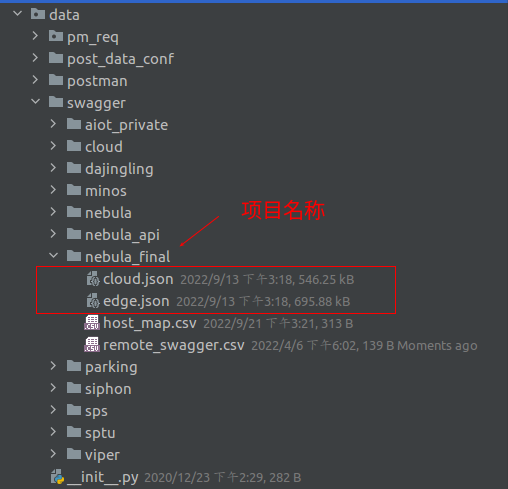 data
pm_req
post_data_conf
postman
swagger
aiot_private
cloud
dajingling
minos
nebula
项目名称
nebula_api
nebula_final
cloud.json 2022/9/13 下午3:18, 546.25 kB
edge.json 2022/9/13 下午3:18, 695.88 kB
host_map.csv 2022/9/21 下午3:21, 313 B
remote_swagger.csv 2022/4/6 下午6:02, 139 B Moments ago
parking
siphon
sps
sptu
viper
__init__.py 2020/12/23 下午2:29, 282 B